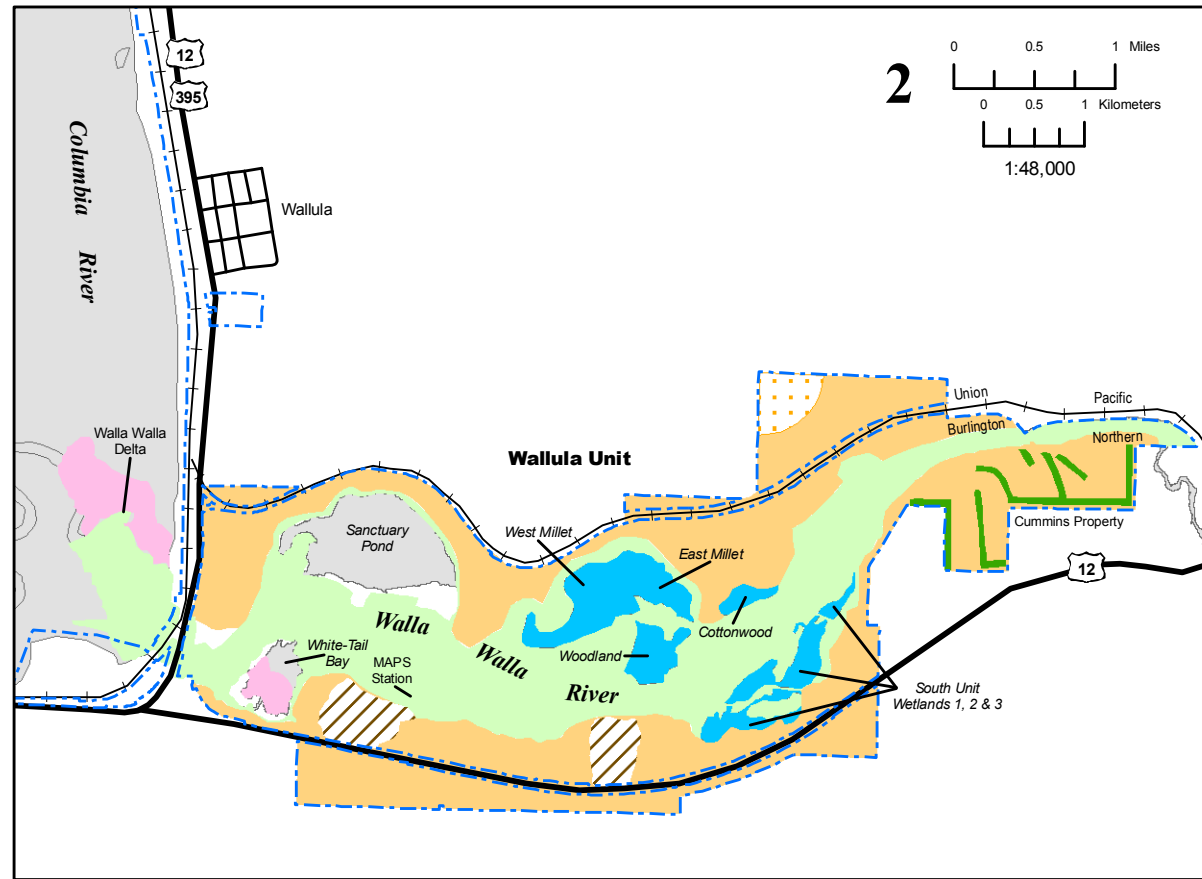 12
395
Columbia River
Wallula
2
0 0.5 1 Miles
0 0.5 1 Kilometers
1:48,000
Walla Walla
Delta
Wallula Unit
Union Pacific
Burlington Northern
Sanctuary
Pond
West Millet
East Millet
Cummins Property
12
Cottonwood
Woodland
Walla Walla River
White-Tail
Bay
MAPS
Station
South Unit
Wetlands 1, 2 & 3